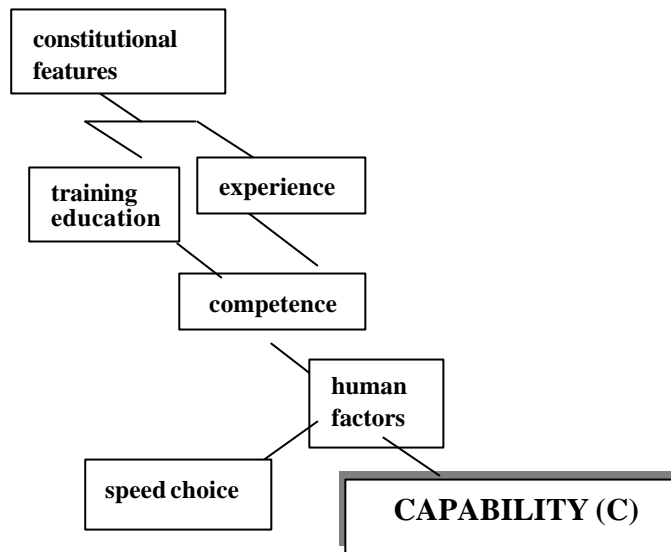 constitutional
features
training
education
experience
competence
human
factors
speed choice
CAPABILITY (C)